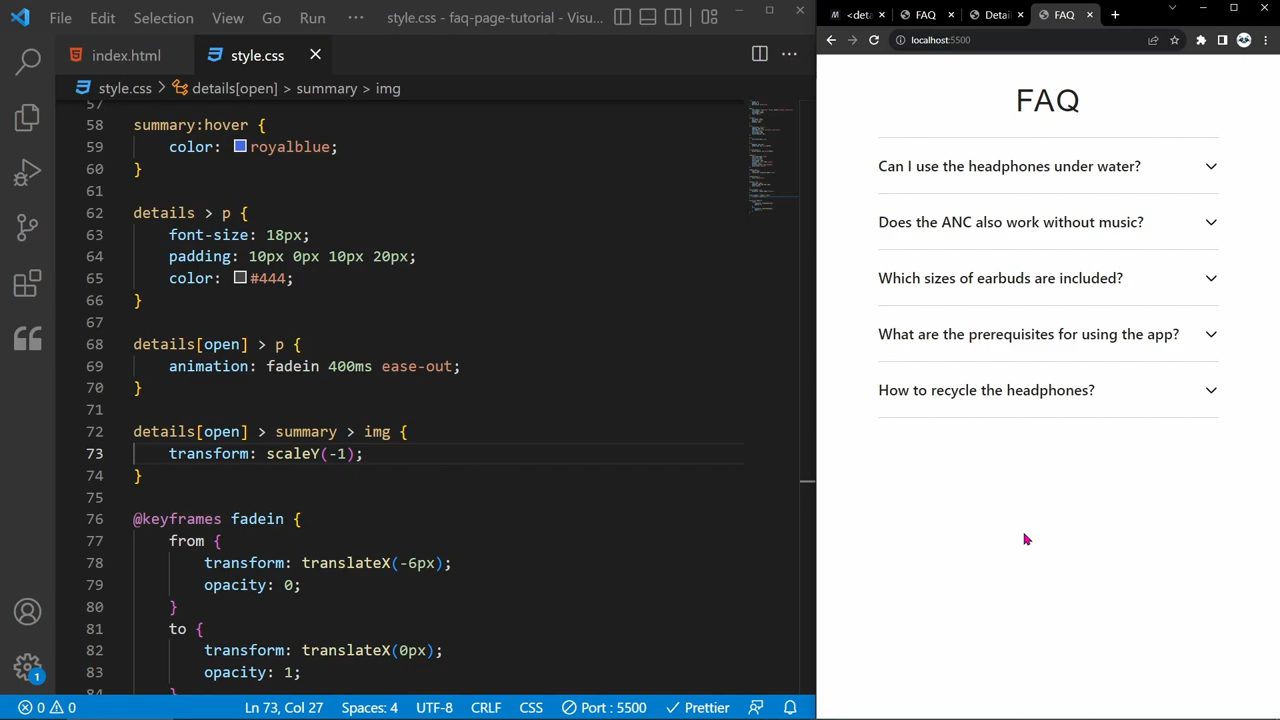 File Edit Selection View Go Run ··· style.css - faq-page-tutorial - Visu...
index.html style.css
style.css > details[open] > summary > img
57
58 summary:hover {
59 color: royalblue;
60 }
61
62 details > p {
63 font-size: 18px;
64 padding: 10px 0px 10px 20px;
65 color: #444;
66 }
67
68 details[open] > p {
69 animation: fadein 400ms ease-out;
70 }
71
72 details[open] > summary > img {
73 transform: scaleY(-1);
74 }
75
76 @keyframes fadein {
77 from {
78 transform: translateX(-6px);
79 opacity: 0;
80 }
81 to {
82 transform: translateX(0px);
83 opacity: 1;
84 }
1
0 0 Ln 73, Col 27 Spaces: 4 UTF-8 CRLF CSS Port : 5500 Prettier
<deta FAQ Detail FAQ
localhost:5500
FAQ
Can I use the headphones under water?
Does the ANC also work without music?
Which sizes of earbuds are included?
What are the prerequisites for using the app?
How to recycle the headphones?